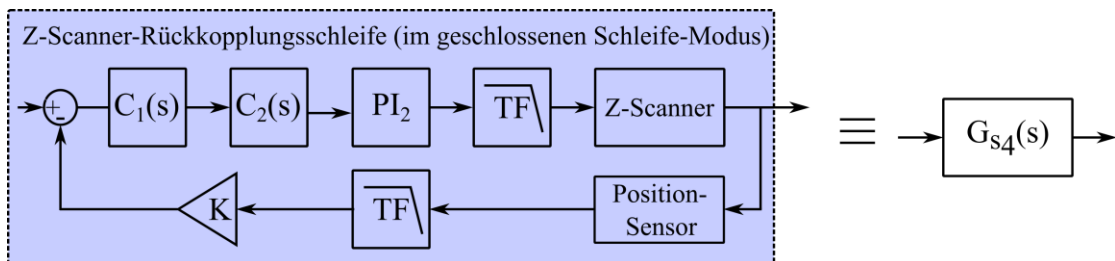 Z-Scanner-Rückkopplungsschleife (im geschlossenen Schleife-Modus)
+
-
C₁(s)
C₂(s)
PI₂
TF
Z-Scanner
≡
Gₛ₄(s)
K
TF
Position-
Sensor